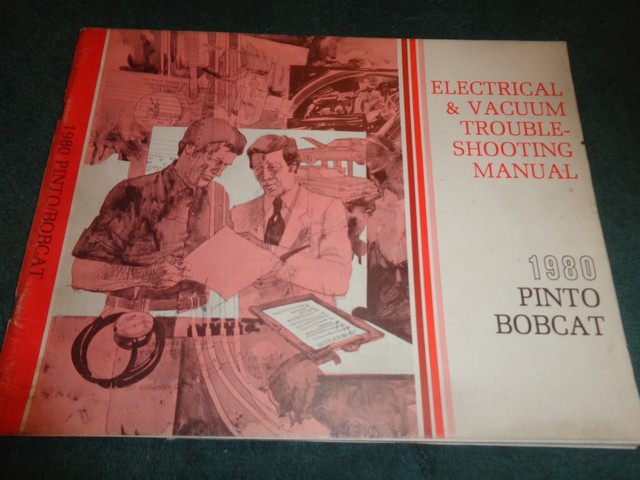 1980 PINTO/BOBCAT
ELECTRICAL
& VACUUM
TROUBLE-
SHOOTING
MANUAL
1980
PINTO
BOBCAT